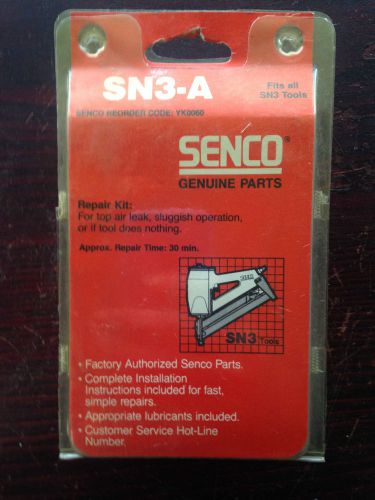 SN3-A
Fits all
SN3 Tools
SENCO REORDER CODE: YK0060
SENCO®
GENUINE PARTS
Repair Kit:
For top air leak, sluggish operation,
or if tool does nothing.
Approx. Repair Time: 30 min.
SENCO
SN3 Tools
• Factory Authorized Senco Parts.
• Complete Installation
Instructions included for fast,
simple repairs.
• Appropriate lubricants included.
• Customer Service Hot-Line
Number.